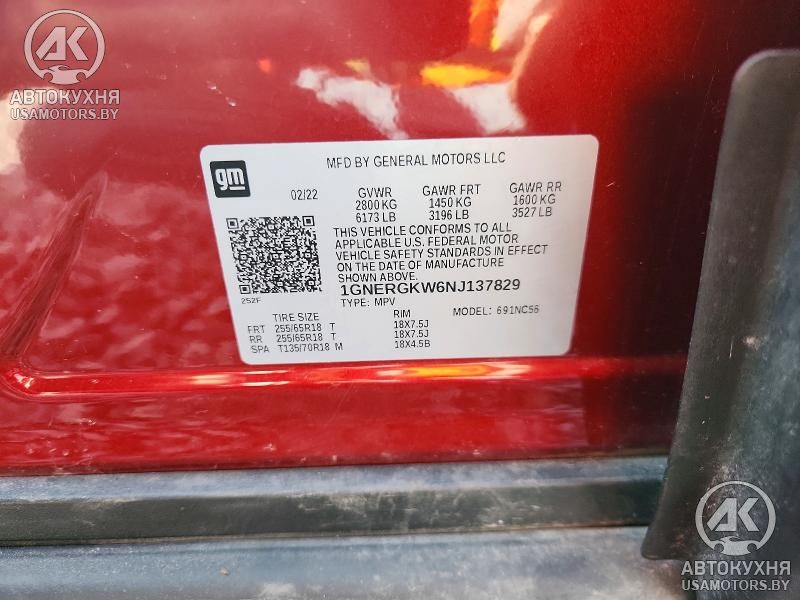 АК
АВТОКУХНЯ
USAMOTORS.BY
gm
MFD BY GENERAL MOTORS LLC
02/22
GVWR GAWR FRT GAWR RR
2800 KG 1450 KG 1600 KG
6173 LB 3196 LB 3527 LB
THIS VEHICLE CONFORMS TO ALL
APPLICABLE U.S. FEDERAL MOTOR
VEHICLE SAFETY STANDARDS IN EFFECT
ON THE DATE OF MANUFACTURE
SHOWN ABOVE.
252F
1GNERGKW6NJ137829
TYPE: MPV MODEL: 691NC56
TIRE SIZE RIM
FRT 255/65R18 T 18X7.5J
RR 255/65R18 T 18X7.5J
SPA T135/70R18 M 18X4.5B
АК
АВТОКУХНЯ
USAMOTORS.BY